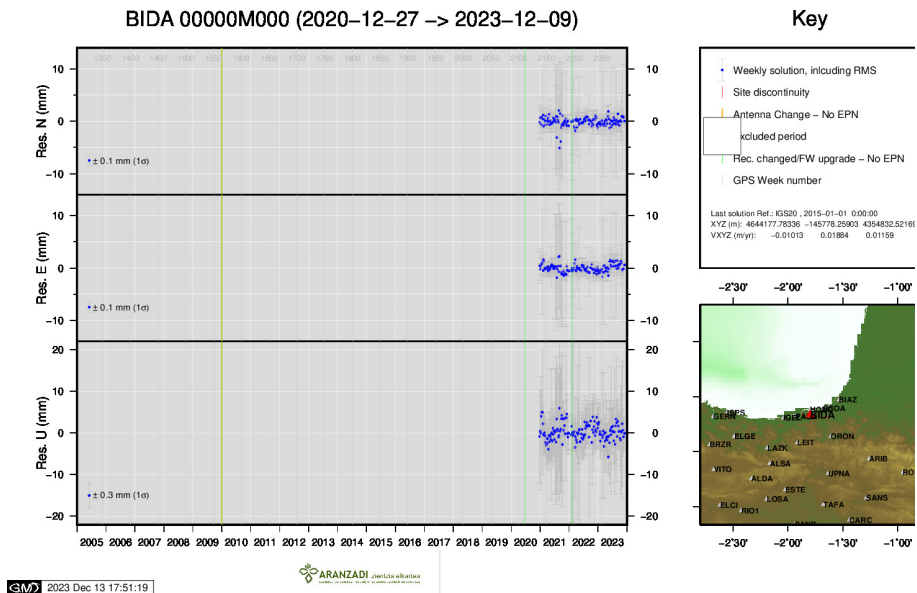 BIDA 00000M000 (2020−12−27 −> 2023−12−09)
Key
1350 1400 1450 1500 1550 1600 1650 1700 1750 1800 1850 1900 1950 2000 2050 2100 2150 2200 2250
Res. N (mm)
10
0
−10
± 0.1 mm (1σ)
10
0
−10
Res. E (mm)
10
0
−10
± 0.1 mm (1σ)
10
0
−10
Res. U (mm)
20
10
0
−10
−20
± 0.3 mm (1σ)
20
10
0
−10
−20
2005 2006 2007 2008 2009 2010 2011 2012 2013 2014 2015 2016 2017 2018 2019 2020 2021 2022 2023
Weekly solution, inlcuding RMS
Site discontinuity
Antenna Change − No EPN
xcluded period
Rec. changed/FW upgrade − No EPN
GPS Week number
Last solution Ref.: IGS20 , 2015−01−01 0:00:00
XYZ (m): 4644177.78336 −145778.25903 4354832.52169
VXYZ (m/yr): −0.01013 0.01884 0.01159
−2˚30' −2˚00' −1˚30' −1˚00'
BIAZ
BIDA
GERN
IGEL
ELGE
ORON
BRZR
LEIT
LAZK
ARIB
ALSA
VITO
UPNA
RO
ALDA
ESTE
LOSA
SANS
ELCI
TAFA
RIO1
CARC
−2˚30' −2˚00' −1˚30' −1˚00'
ARANZADI zientzia elkartea
GMD 2023 Dec 13 17:51:19